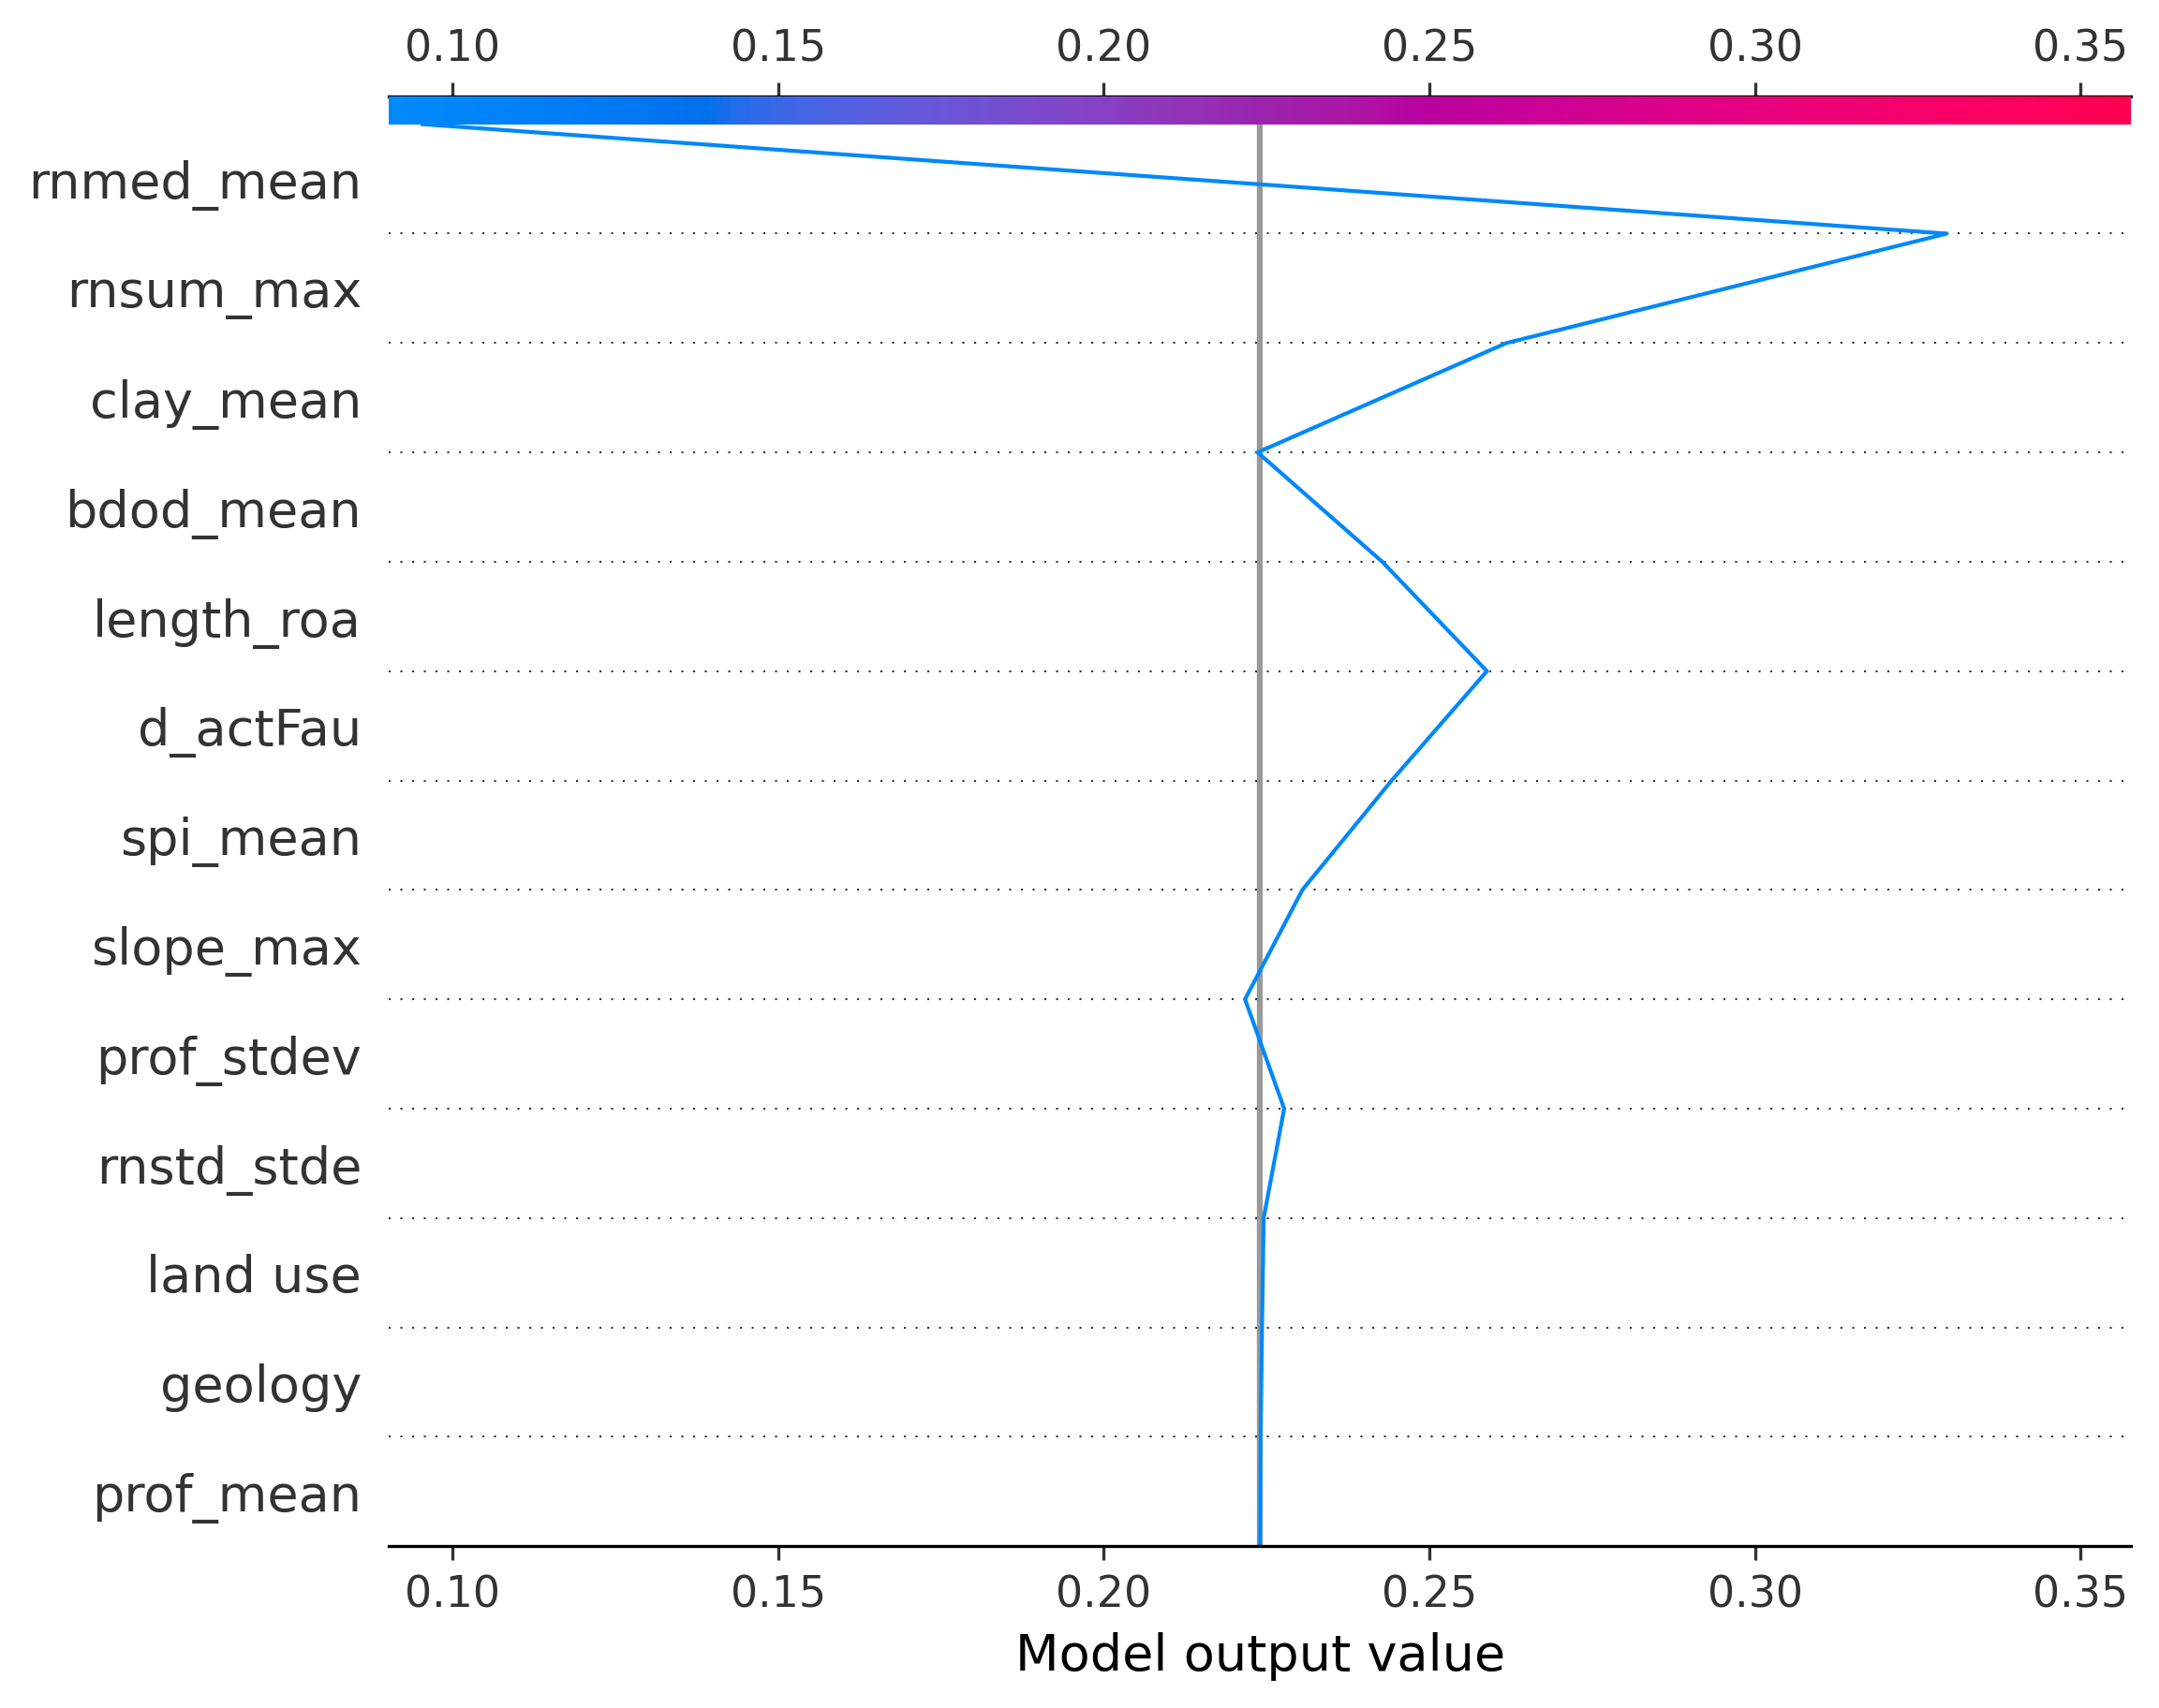 0.10 0.15 0.20 0.25 0.30 0.35
rnmed_mean
rnsum_max
clay_mean
bdod_mean
length_roa
d_actFau
spi_mean
slope_max
prof_stdev
rnstd_stde
land use
geology
prof_mean
0.10 0.15 0.20 0.25 0.30 0.35
Model output value